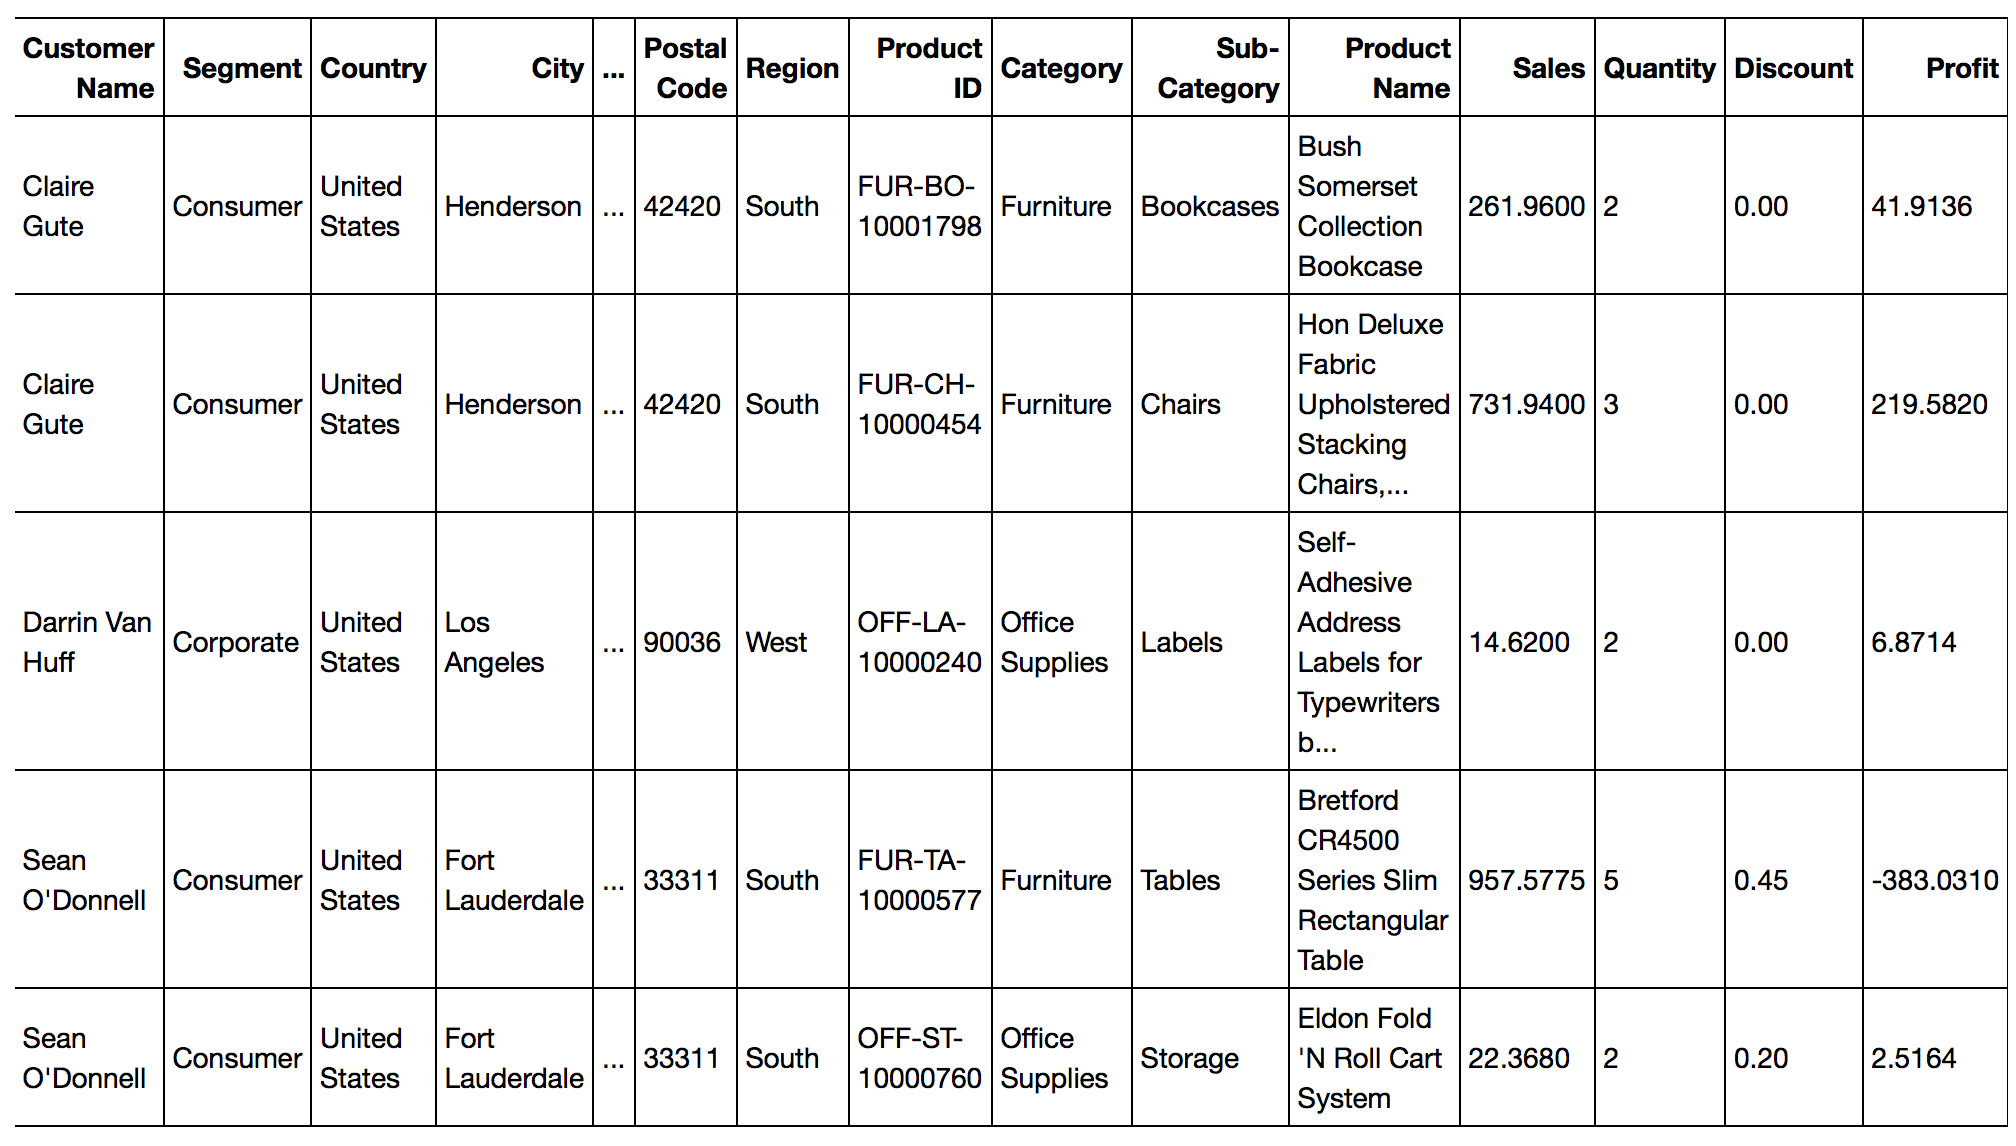 Customer Name Segment Country City ... Postal Code Region Product ID Category Sub-Category Product Name Sales Quantity Discount Profit
Claire Gute Consumer United States Henderson ... 42420 South FUR-BO-10001798 Furniture Bookcases Bush Somerset Collection Bookcase 261.9600 2 0.00 41.9136
Claire Gute Consumer United States Henderson ... 42420 South FUR-CH-10000454 Furniture Chairs Hon Deluxe Fabric Upholstered Stacking Chairs,... 731.9400 3 0.00 219.5820
Darrin Van Huff Corporate United States Los Angeles ... 90036 West OFF-LA-10000240 Office Supplies Labels Self-Adhesive Address Labels for Typewriters b... 14.6200 2 0.00 6.8714
Sean O'Donnell Consumer United States Fort Lauderdale ... 33311 South FUR-TA-10000577 Furniture Tables Bretford CR4500 Series Slim Rectangular Table 957.5775 5 0.45 -383.0310
Sean O'Donnell Consumer United States Fort Lauderdale ... 33311 South OFF-ST-10000760 Office Supplies Storage Eldon Fold 'N Roll Cart System 22.3680 2 0.20 2.5164